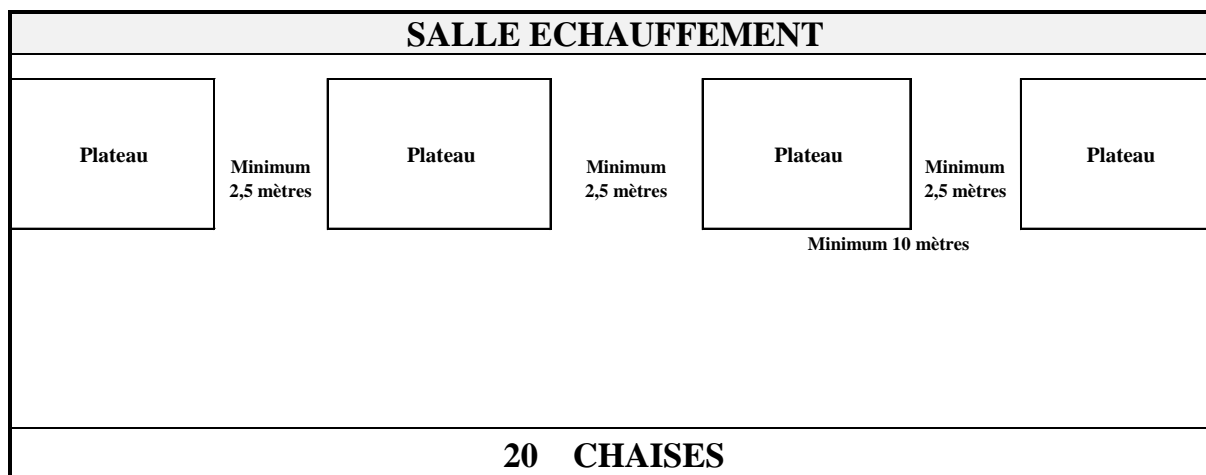 SALLE ECHAUFFEMENT
Plateau
Minimum
2,5 mètres
Plateau
Minimum
2,5 mètres
Plateau
Minimum
2,5 mètres
Plateau
Minimum 10 mètres
20 CHAISES